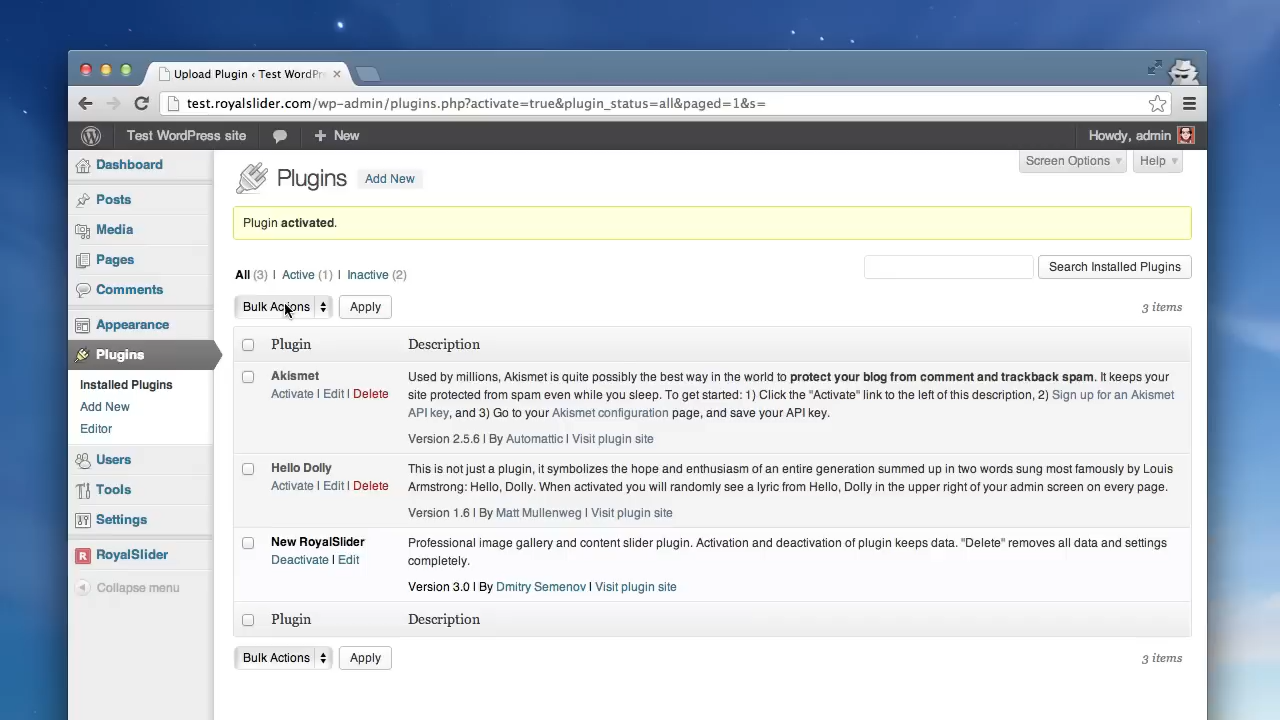 Upload Plugin ‹ Test WordPr
test.royalslider.com/wp-admin/plugins.php?activate=true&plugin_status=all&paged=1&s=
Test WordPress site
New
Howdy, admin
Dashboard
Posts
Media
Pages
Comments
Appearance
Plugins
Installed Plugins
Add New
Editor
Users
Tools
Settings
R RoyalSlider
Collapse menu
Screen Options
Help
Plugins Add New
Plugin activated.
All (3) | Active (1) | Inactive (2)
Search Installed Plugins
Bulk Actions Apply 3 items
Plugin Description
Akismet
Activate | Edit | Delete
Used by millions, Akismet is quite possibly the best way in the world to protect your blog from comment and trackback spam. It keeps your
site protected from spam even while you sleep. To get started: 1) Click the "Activate" link to the left of this description, 2) Sign up for an Akismet
API key, and 3) Go to your Akismet configuration page, and save your API key.
Version 2.5.6 | By Automattic | Visit plugin site
Hello Dolly
Activate | Edit | Delete
This is not just a plugin, it symbolizes the hope and enthusiasm of an entire generation summed up in two words sung most famously by Louis
Armstrong: Hello, Dolly. When activated you will randomly see a lyric from Hello, Dolly in the upper right of your admin screen on every page.
Version 1.6 | By Matt Mullenweg | Visit plugin site
New RoyalSlider
Deactivate | Edit
Professional image gallery and content slider plugin. Activation and deactivation of plugin keeps data. "Delete" removes all data and settings
completely.
Version 3.0 | By Dmitry Semenov | Visit plugin site
Plugin Description
Bulk Actions Apply 3 items